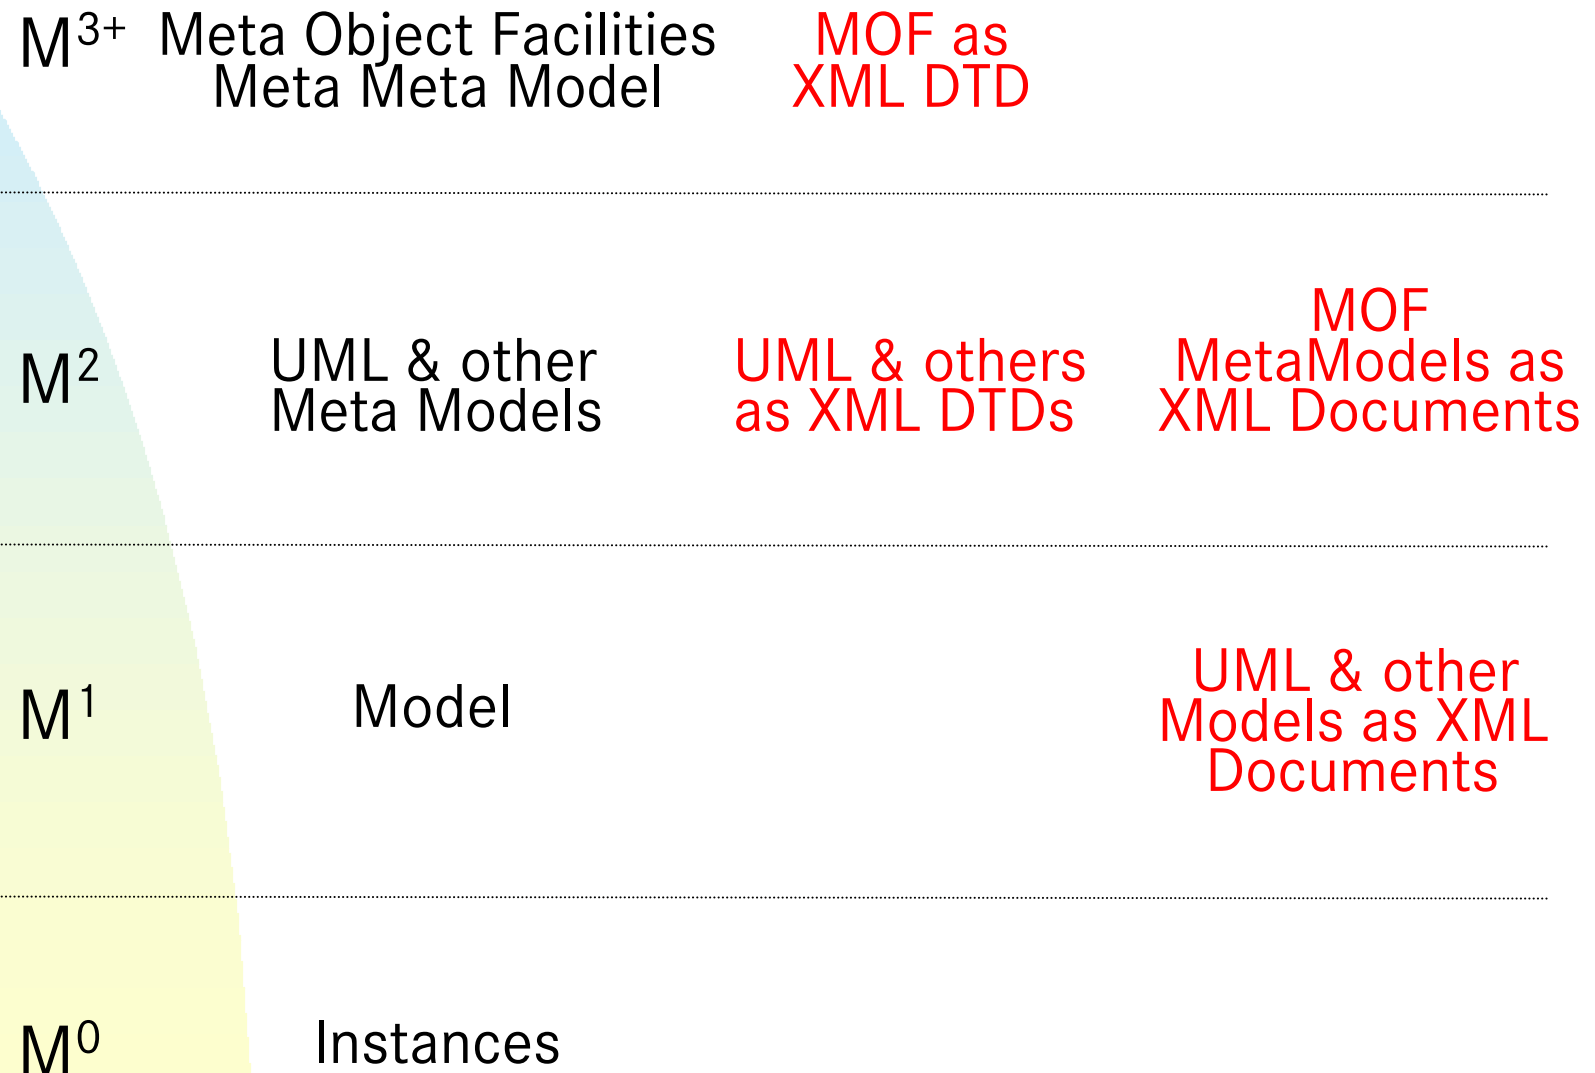 M3+ Meta Object Facilities
Meta Meta Model
MOF as
XML DTD
M2
UML & other
Meta Models
UML & others
as XML DTDs
MOF
MetaModels as
XML Documents
M1
Model
UML & other
Models as XML
Documents
M0
Instances